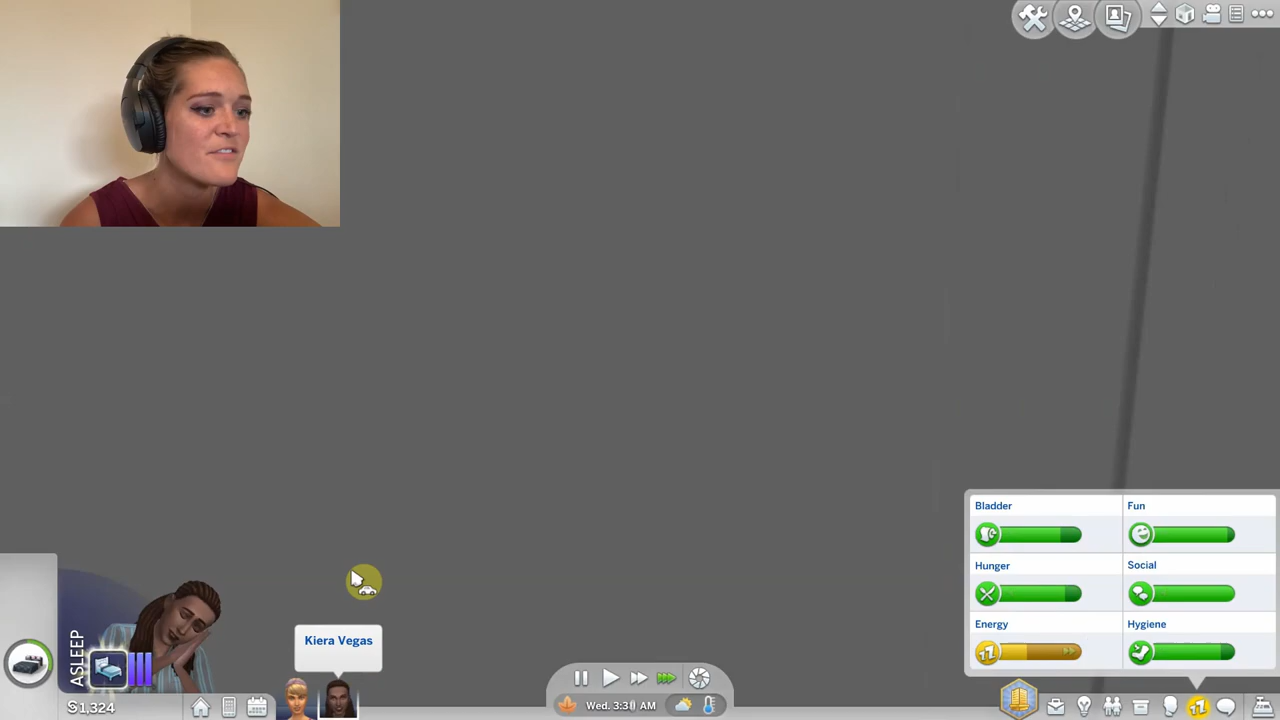 Bladder
Fun
Hunger
Social
Energy
Hygiene
ASLEEP
Kiera Vegas
$1,324
Wed. 3:31 AM